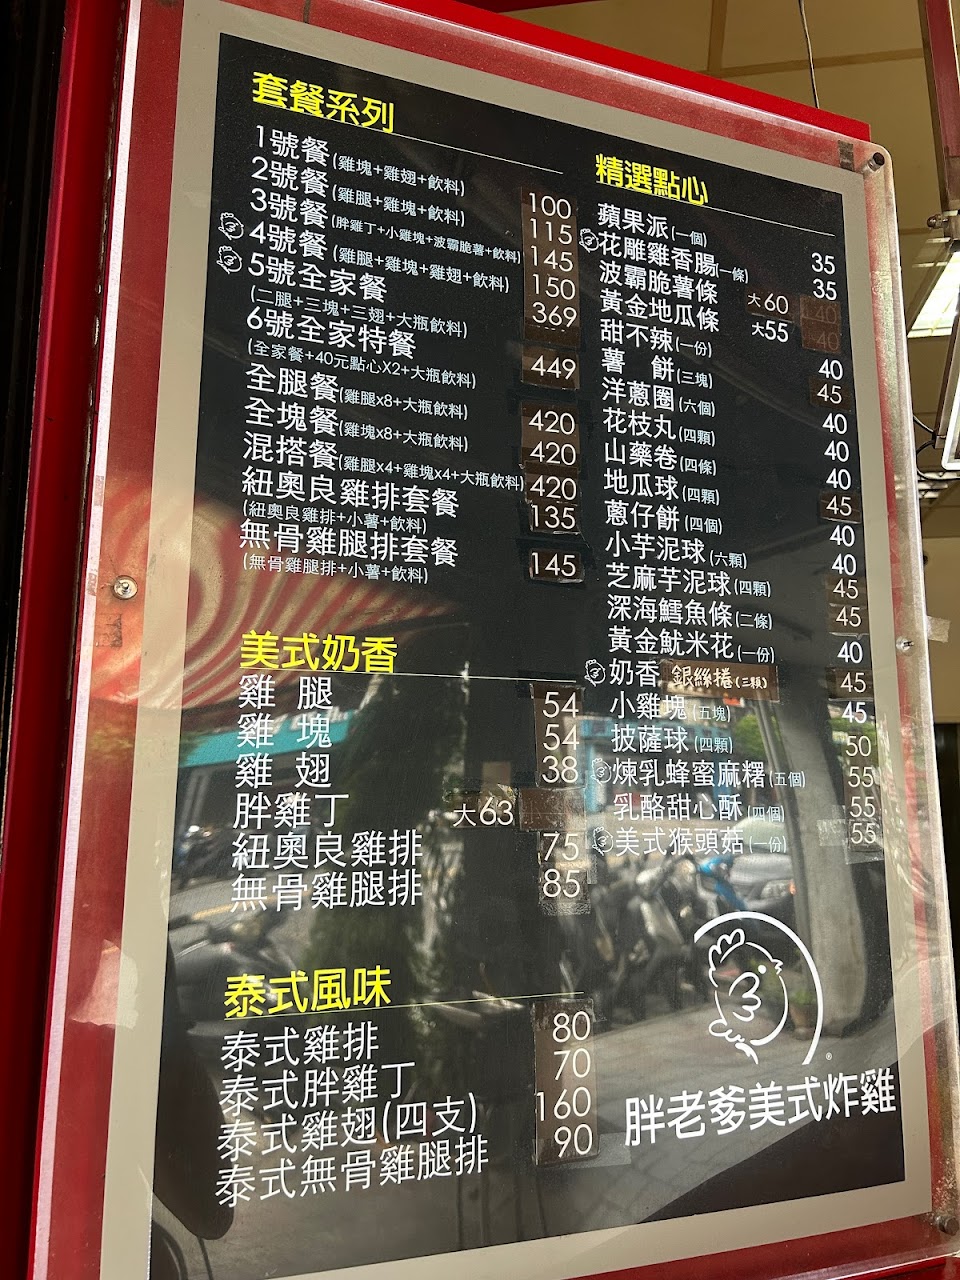 套餐系列
1號餐(雞塊+雞翅+飲料) 100
2號餐(雞腿+雞塊+飲料) 115
3號餐(胖雞丁+小雞塊+波霸脆薯+飲料) 145
4號餐(雞腿+雞塊+雞翅+飲料) 150
5號全家餐 369
(二腿+三塊+三翅+大瓶飲料)
6號全家特餐 449
(全家餐+40元點心X2+大瓶飲料)
全腿餐(雞腿x8+大瓶飲料) 420
全塊餐(雞塊x8+大瓶飲料) 420
混搭餐(雞腿x4+雞塊x4+大瓶飲料) 420
紐奧良雞排套餐 135
(紐奧良雞排+小薯+飲料)
無骨雞腿排套餐 145
(無骨雞腿排+小薯+飲料)
美式奶香
雞 腿 54
雞 塊 54
雞 翅 38
胖雞丁 大63
紐奧良雞排 75
無骨雞腿排 85
泰式風味
泰式雞排 80
泰式胖雞丁 70
泰式雞翅(四支) 160
泰式無骨雞腿排 90
精選點心
蘋果派(一個) 35
花雕雞香腸(一條) 35
波霸脆薯條 大60 40
黃金地瓜條 大55 40
甜不辣(一份) 40
薯 餅(三塊) 45
洋蔥圈(六個) 40
花枝丸(四顆) 40
山藥卷(四條) 40
地瓜球(四顆) 45
蔥仔餅(四個) 40
小芋泥球(六顆) 40
芝麻芋泥球(四顆) 45
深海鱈魚條(二條) 45
黃金魷米花(一份) 40
奶香銀絲捲(三顆) 45
小雞塊(五塊) 45
披薩球(四顆) 50
煉乳蜂蜜麻糬(五個) 55
乳酪甜心酥(四個) 55
美式猴頭菇(一份) 55
®
胖老爹美式炸雞